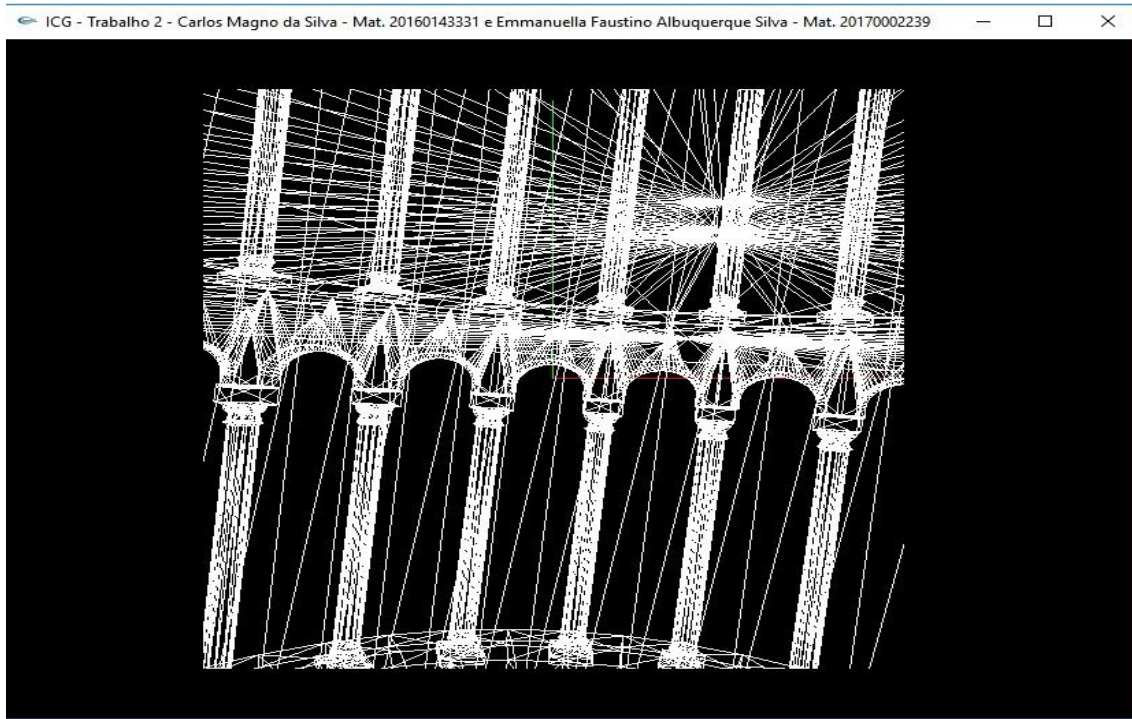 ICG - Trabalho 2 - Carlos Magno da Silva - Mat. 20160143331 e Emmanuella Faustino Albuquerque Silva - Mat. 20170002239